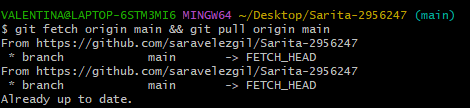 VALENTINA@LAPTOP-6STM3MI6 MINGW64 ~/Desktop/Sarita-2956247 (main)
$ git fetch origin main && git pull origin main
From https://github.com/saravelezgil/Sarita-2956247
 * branch            main       -> FETCH_HEAD
From https://github.com/saravelezgil/Sarita-2956247
 * branch            main       -> FETCH_HEAD
Already up to date.